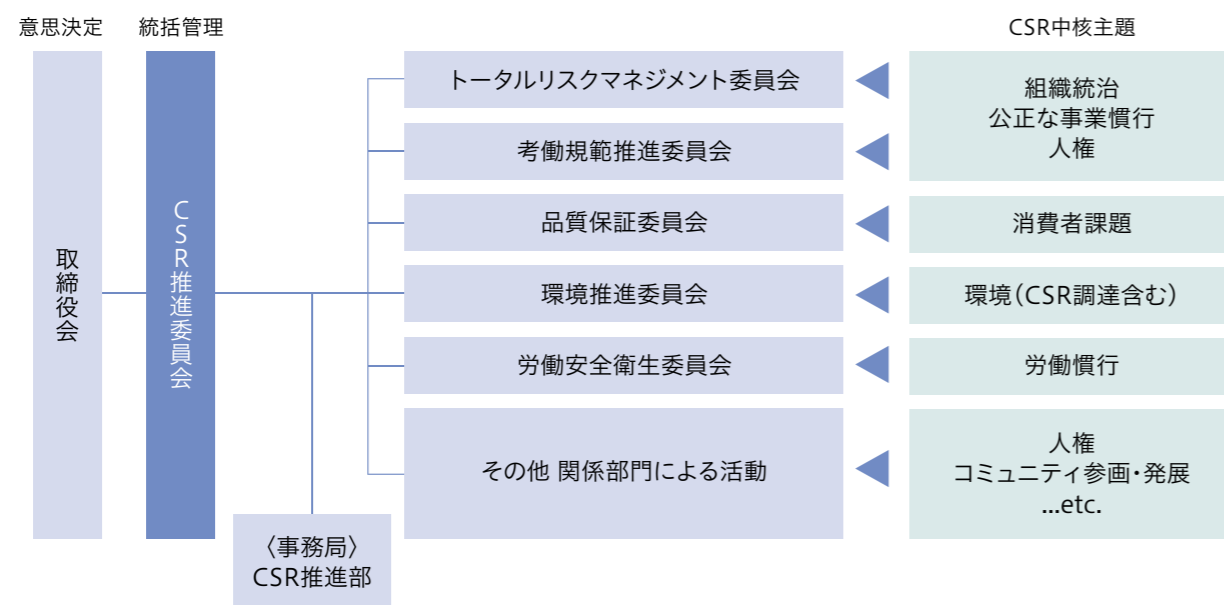 意思決定
統括管理
CSR中核主題
取締役会
CSR推進委員会
トータルリスクマネジメント委員会
考働規範推進委員会
品質保証委員会
環境推進委員会
労働安全衛生委員会
その他 関係部門による活動
〈事務局〉
CSR推進部
組織統治
公正な事業慣行
人権
消費者課題
環境（CSR調達含む）
労働慣行
人権
コミュニティ参画・発展
...etc.